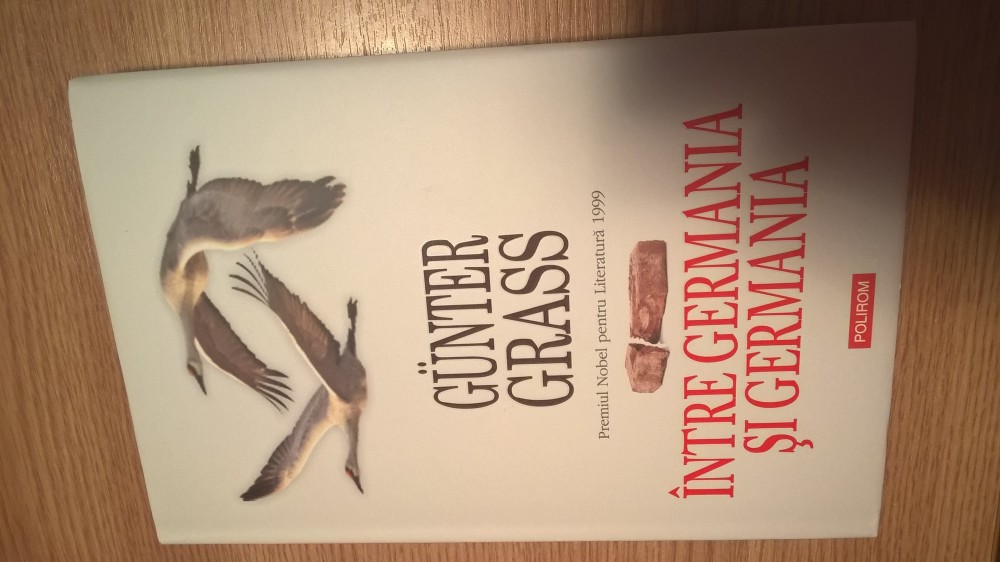 GÜNTER
GRASS
Premiul Nobel pentru Literatură 1999
ÎNTRE GERMANIA
ŞI GERMANIA
POLIROM